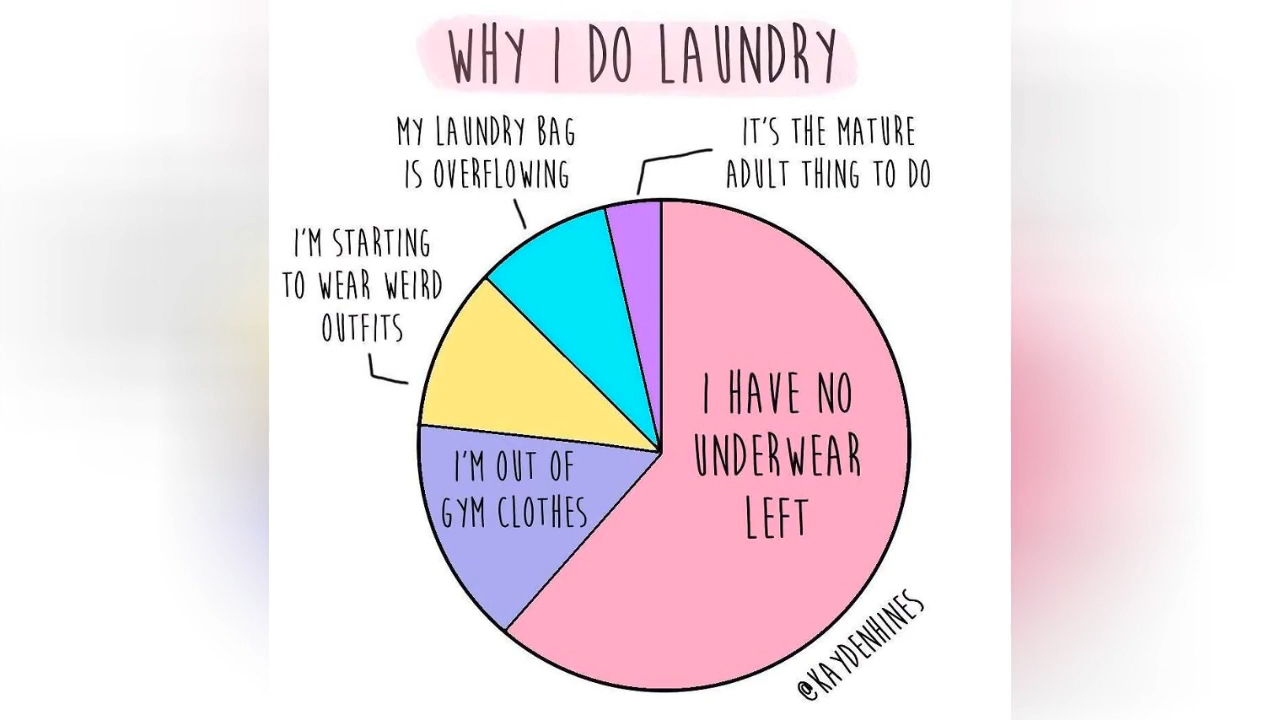 WHY I DO LAUNDRY
MY LAUNDRY BAG
IS OVERFLOWING
IT'S THE MATURE
ADULT THING TO DO
I'M STARTING
TO WEAR WEIRD
OUTFITS
I HAVE NO
UNDERWEAR
LEFT
I'M OUT OF
GYM CLOTHES
@KAYDENHINES